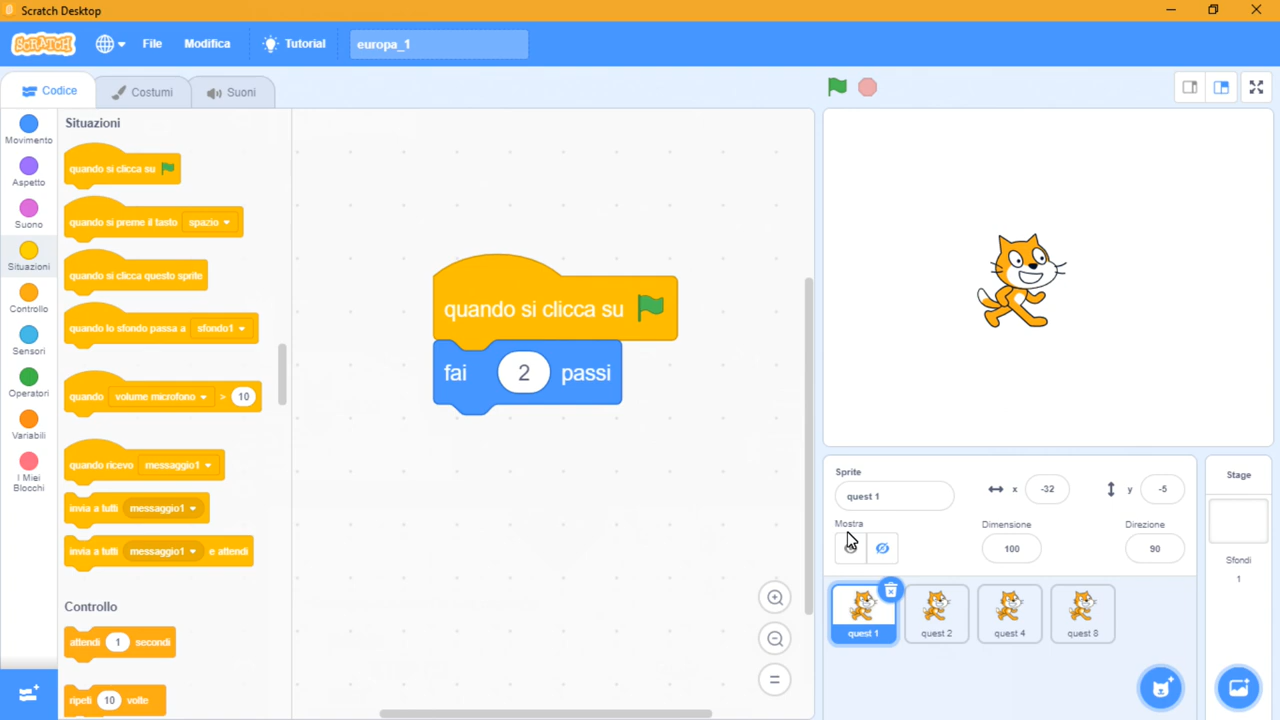 Scratch Desktop
SCRATCH
File
Modifica
Tutorial
europa_1
Codice
Costumi
Suoni
Movimento
Aspetto
Suono
Situazioni
Controllo
Sensori
Operatori
Variabili
I Miei
Blocchi
Situazioni
quando si clicca su
quando si preme il tasto spazio
quando si clicca questo sprite
quando lo sfondo passa a sfondo1
quando volume microfono > 10
quando ricevo messaggio1
invia a tutti messaggio1
invia a tutti messaggio1 e attendi
Controllo
attendi 1 secondi
ripeti 10 volte
quando si clicca su
fai 2 passi
Sprite
quest 1
x -32
y -5
Mostra
Dimensione
100
Direzione
90
quest 1
quest 2
quest 4
quest 8
Stage
Sfondi
1